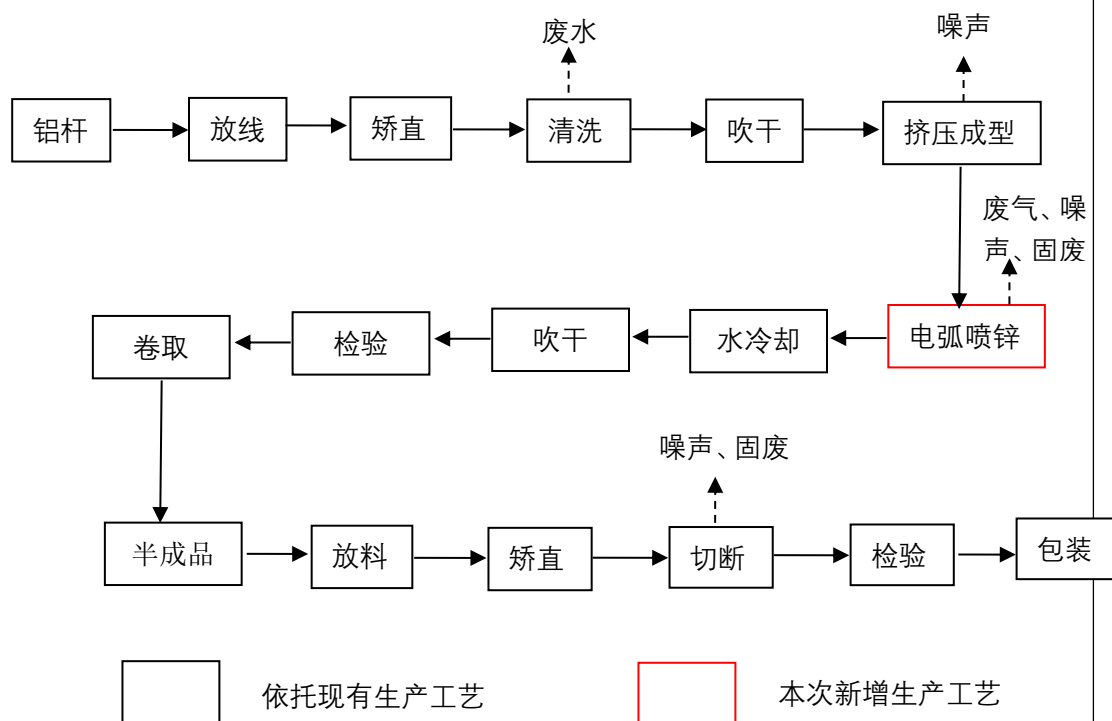 废水
噪声
铝杆
放线
矫直
清洗
吹干
挤压成型
废气、噪
声、固废
卷取
检验
吹干
水冷却
电弧喷锌
噪声、固废
半成品
放料
矫直
切断
检验
包装
依托现有生产工艺
本次新增生产工艺